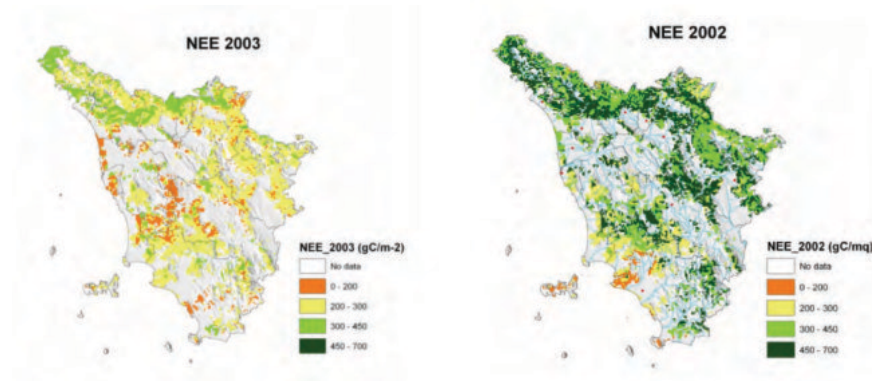 NEE 2003
NEE_2003 (gC/m-2)
No data
0 - 200
200 - 300
300 - 450
450 - 700
NEE 2002
NEE_2002 (gC/mq)
No data
0 - 200
200 - 300
300 - 450
450 - 700